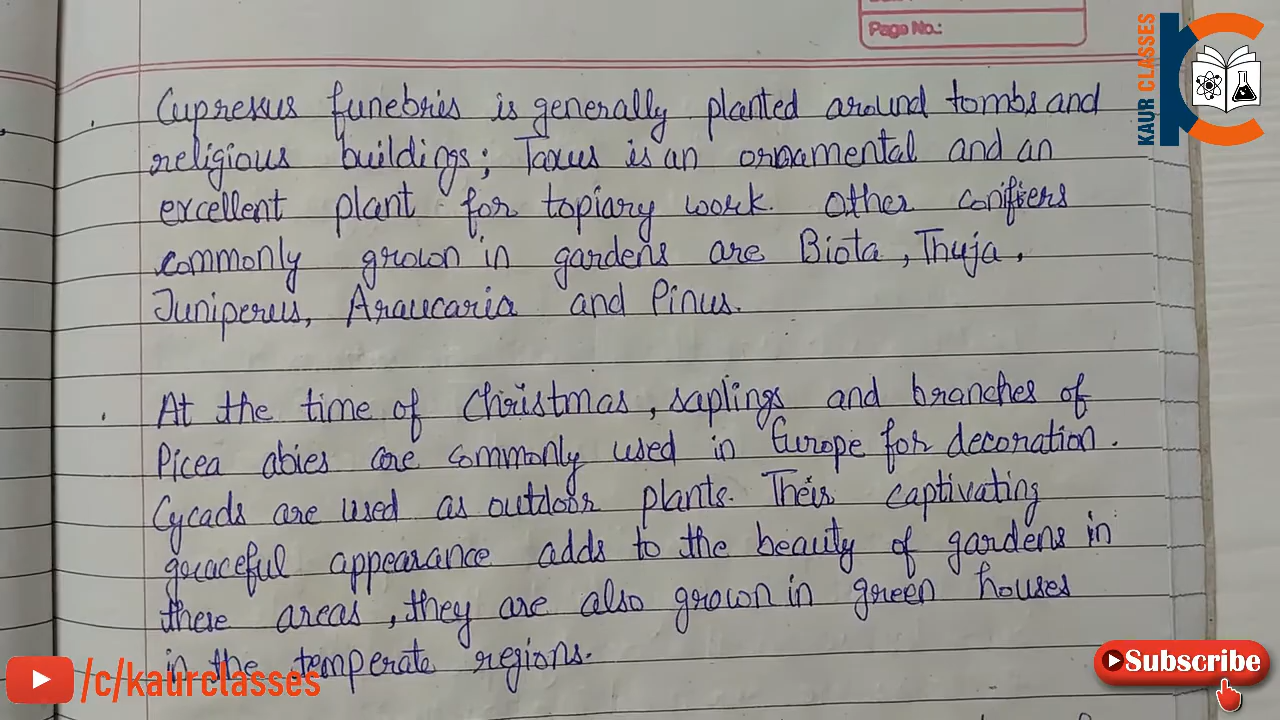 Page No.:
KAUR CLASSES
Cupressus funebris is generally planted around tombs and
religious buildings; Taxus is an ornamental and an
excellent plant for topiary work. Other conifers
commonly grown in gardens are Biota, Thuja,
Juniperus, Araucaria and Pinus.
At the time of Christmas, saplings and branches of
Picea abies are commonly used in Europe for decoration.
Cycads are used as outdoor plants. Their captivating
graceful appearance adds to the beauty of gardens in
these areas, they are also grown in green houses
in the temperate regions.
/c/kaurclasses
Subscribe